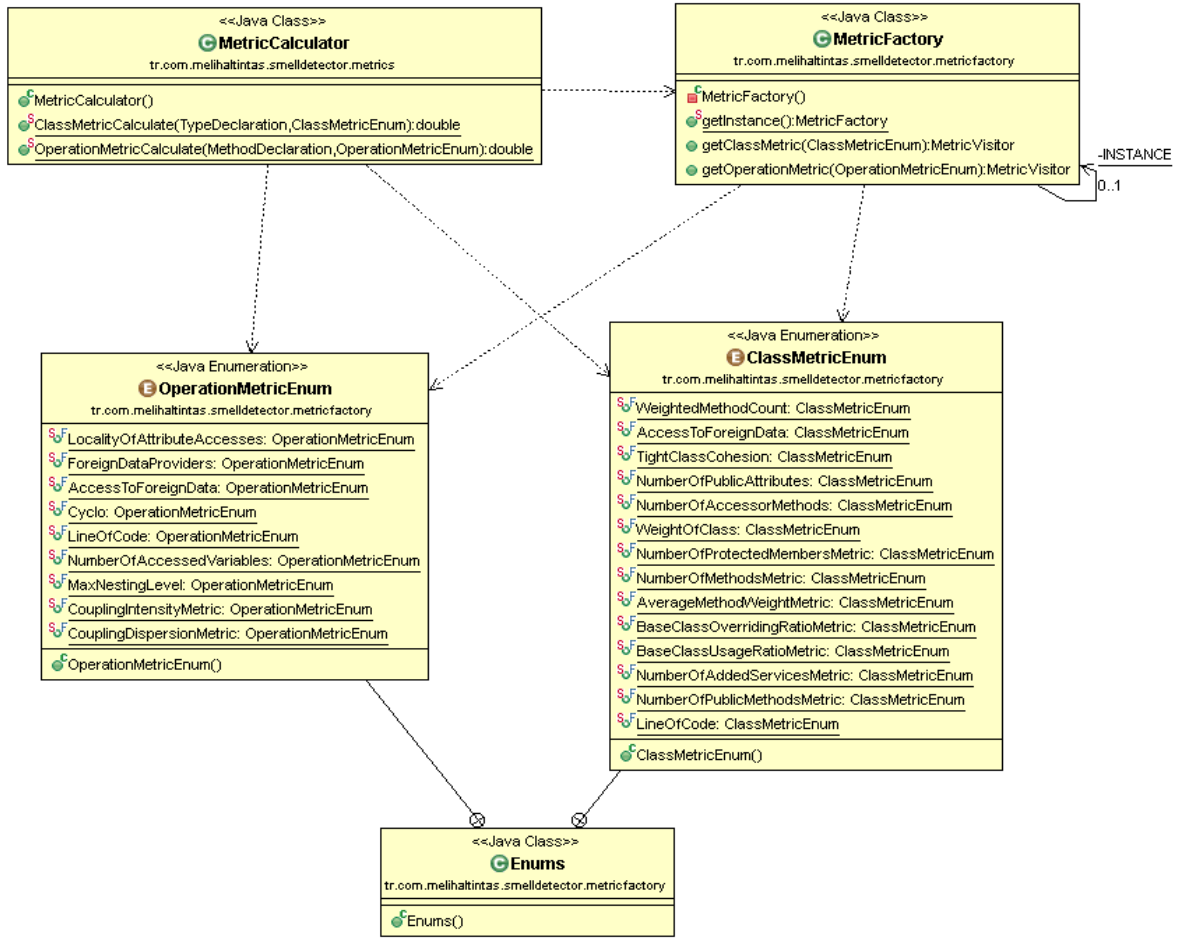 <<Java Class>>
MetricCalculator
tr.com.melihaltintas.smelldetector.metrics
MetricCalculator()
ClassMetricCalculate(TypeDeclaration,ClassMetricEnum):double
OperationMetricCalculate(MethodDeclaration,OperationMetricEnum):double
<<Java Class>>
MetricFactory
tr.com.melihaltintas.smelldetector.metricfactory
MetricFactory()
getInstance():MetricFactory
getClassMetric(ClassMetricEnum):MetricVisitor
getOperationMetric(OperationMetricEnum):MetricVisitor
-INSTANCE
0..1
<<Java Enumeration>>
OperationMetricEnum
tr.com.melihaltintas.smelldetector.metricfactory
LocalityOfAttributeAccesses: OperationMetricEnum
ForeignDataProviders: OperationMetricEnum
AccessToForeignData: OperationMetricEnum
Cyclo: OperationMetricEnum
LineOfCode: OperationMetricEnum
NumberOfAccessedVariables: OperationMetricEnum
MaxNestingLevel: OperationMetricEnum
CouplingIntensityMetric: OperationMetricEnum
CouplingDispersionMetric: OperationMetricEnum
OperationMetricEnum()
<<Java Enumeration>>
ClassMetricEnum
tr.com.melihaltintas.smelldetector.metricfactory
WeightedMethodCount: ClassMetricEnum
AccessToForeignData: ClassMetricEnum
TightClassCohesion: ClassMetricEnum
NumberOfPublicAttributes: ClassMetricEnum
NumberOfAccessorMethods: ClassMetricEnum
WeightOfClass: ClassMetricEnum
NumberOfProtectedMembersMetric: ClassMetricEnum
NumberOfMethodsMetric: ClassMetricEnum
AverageMethodWeightMetric: ClassMetricEnum
BaseClassOverridingRatioMetric: ClassMetricEnum
BaseClassUsageRatioMetric: ClassMetricEnum
NumberOfAddedServicesMetric: ClassMetricEnum
NumberOfPublicMethodsMetric: ClassMetricEnum
LineOfCode: ClassMetricEnum
ClassMetricEnum()
<<Java Class>>
Enums
tr.com.melihaltintas.smelldetector.metricfactory
Enums()